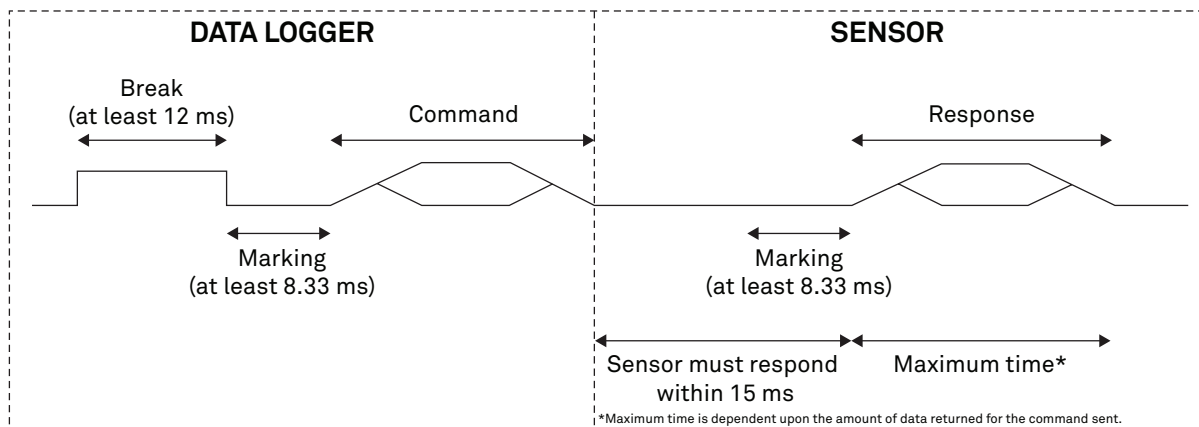 DATA LOGGER
SENSOR
Break
(at least 12 ms)
Command
Response
Marking
(at least 8.33 ms)
Marking
(at least 8.33 ms)
Sensor must respond
within 15 ms
Maximum time*
*Maximum time is dependent upon the amount of data returned for the command sent.